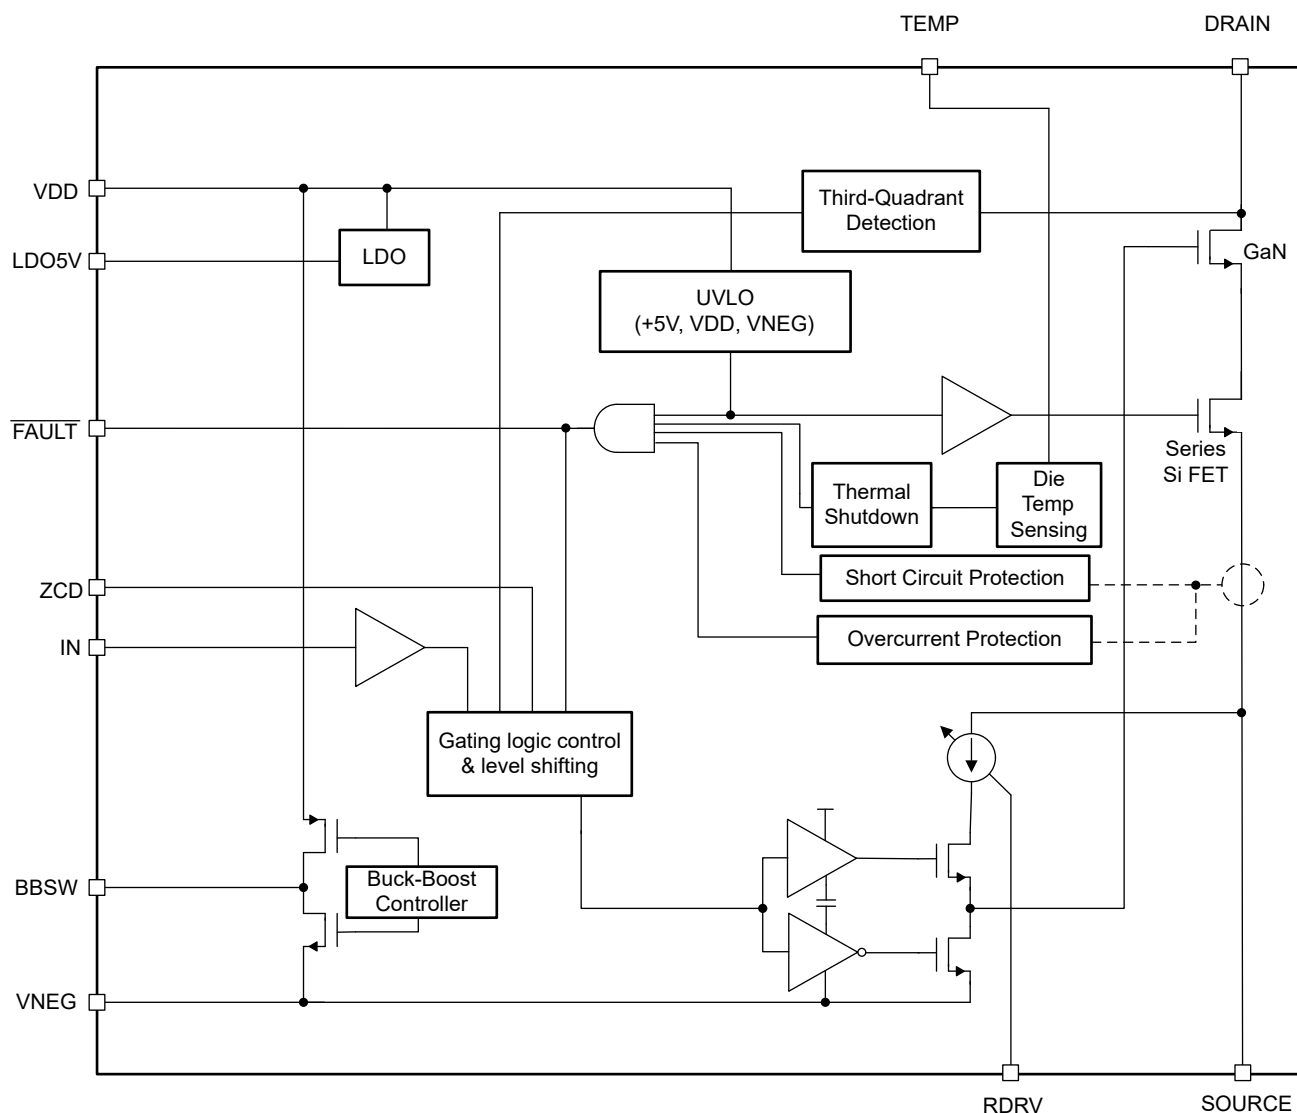 TEMP
DRAIN
VDD
Third-Quadrant
Detection
LDO5V
LDO
GaN
UVLO
(+5V, VDD, VNEG)
FAULT
Series
Si FET
Thermal
Shutdown
Die
Temp
Sensing
ZCD
Short Circuit Protection
IN
Overcurrent Protection
Gating logic control
& level shifting
BBSW
Buck-Boost
Controller
VNEG
RDRV
SOURCE